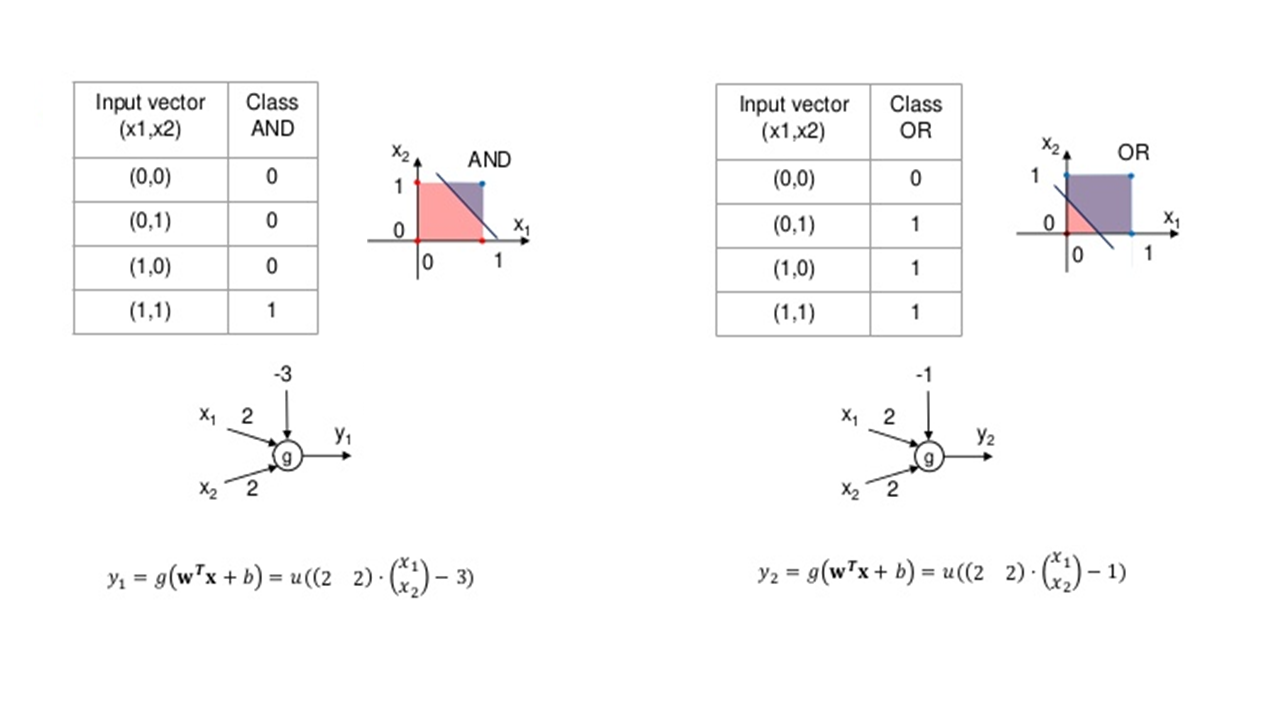 Input vector (x1,x2) Class AND
(0,0) 0
(0,1) 0
(1,0) 0
(1,1) 1
x₂ AND
1
0 x₁
0 1
-3
x₁ 2
g y₁
x₂ 2
y₁ = g(wᵀx + b) = u((2 2) · (x₁ x₂) − 3)
Input vector (x1,x2) Class OR
(0,0) 0
(0,1) 1
(1,0) 1
(1,1) 1
x₂ OR
1
0 x₁
0 1
-1
x₁ 2
g y₂
x₂ 2
y₂ = g(wᵀx + b) = u((2 2) · (x₁ x₂) − 1)